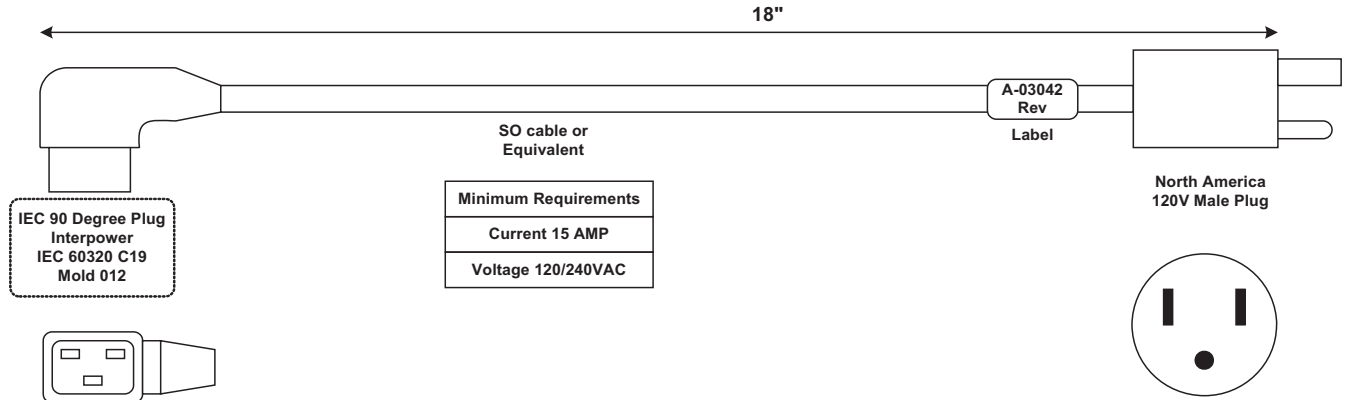 18"
A-03042
Rev
Label
SO cable or
Equivalent
Minimum Requirements
Current 15 AMP
Voltage 120/240VAC
IEC 90 Degree Plug
Interpower
IEC 60320 C19
Mold 012
North America
120V Male Plug